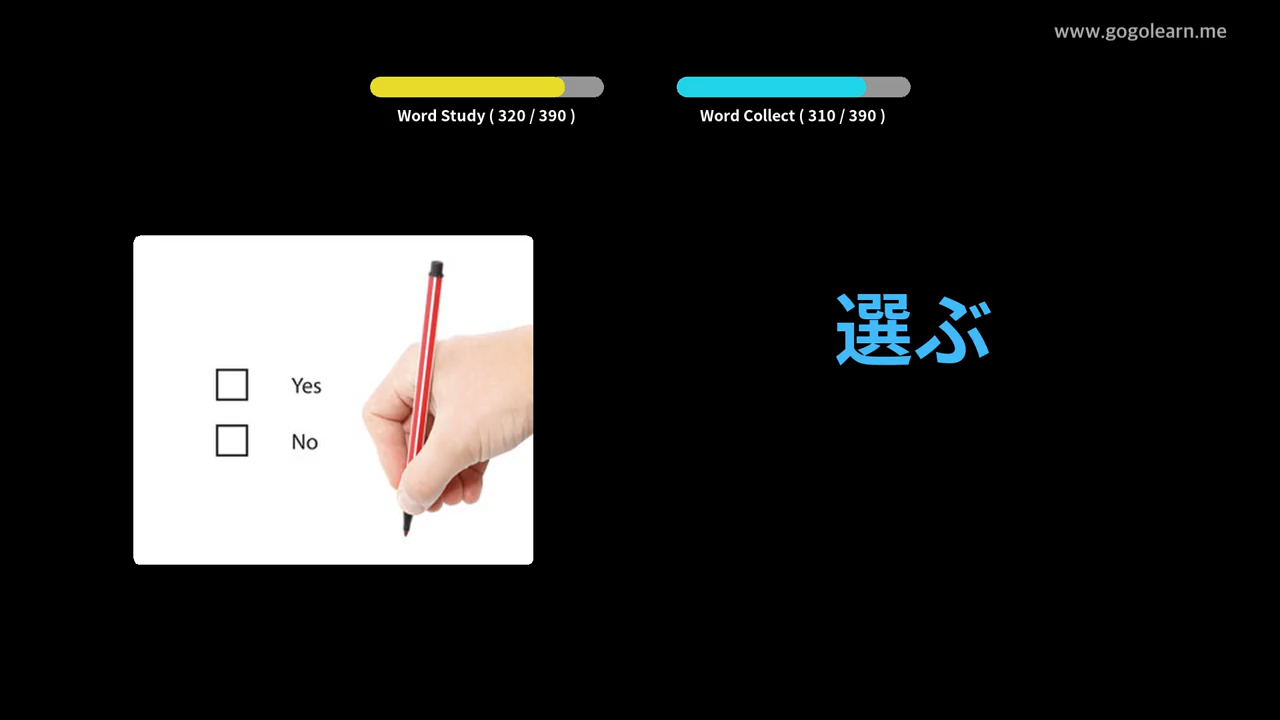 www.gogolearn.me
Word Study ( 320 / 390 )
Word Collect ( 310 / 390 )
選ぶ
Yes
No